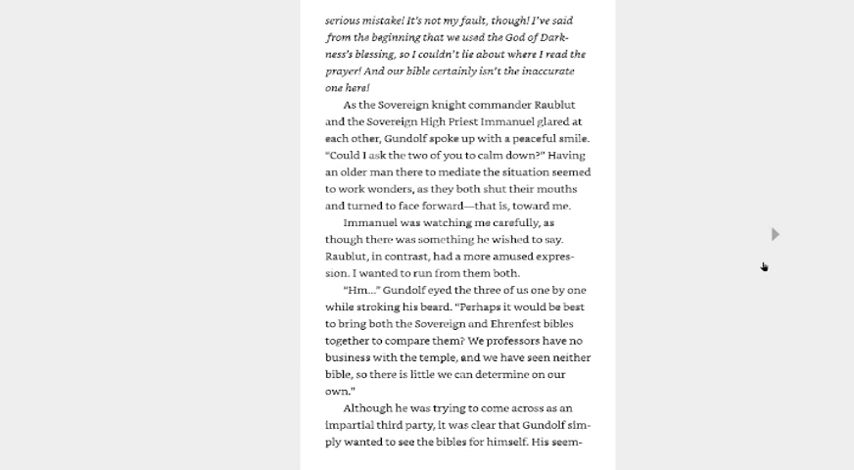 serious mistake! It's not my fault, though! I've said
from the beginning that we used the God of Dark-
ness's blessing, so I couldn't lie about where I read the
prayer! And our bible certainly isn't the inaccurate
one here!
As the Sovereign knight commander Raublut
and the Sovereign High Priest Immanuel glared at
each other, Gundolf spoke up with a peaceful smile.
“Could I ask the two of you to calm down?” Having
an older man there to mediate the situation seemed
to work wonders, as they both shut their mouths
and turned to face forward—that is, toward me.
Immanuel was watching me carefully, as
though there was something he wished to say.
Raublut, in contrast, had a more amused expres-
sion. I wanted to run from them both.
“Hm...” Gundolf eyed the three of us one by one
while stroking his beard. “Perhaps it would be best
to bring both the Sovereign and Ehrenfest bibles
together to compare them? We professors have no
business with the temple, and we have seen neither
bible, so there is little we can determine on our
own.”
Although he was trying to come across as an
impartial third party, it was clear that Gundolf sim-
ply wanted to see the bibles for himself. His seem-